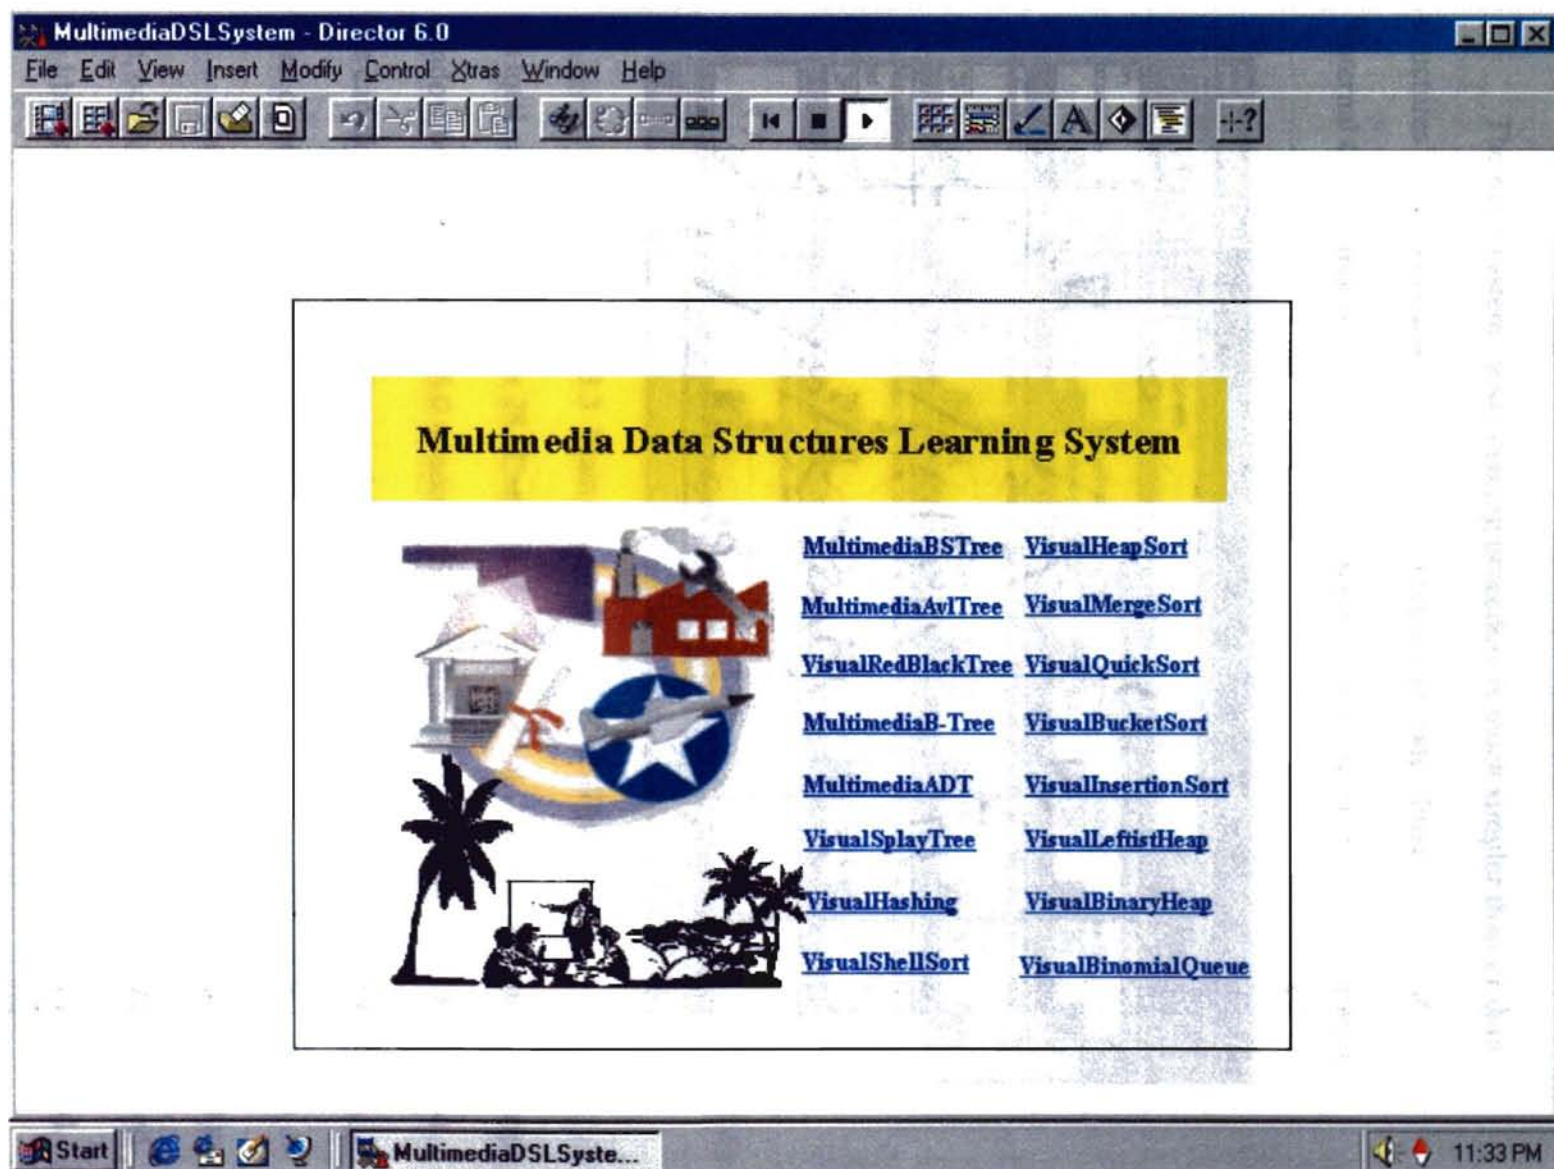 MultimediaDSLSystem - Director 6.0
File Edit View Insert Modify Control Xtras Window Help
Multimedia Data Structures Learning System
MultimediaBSTree VisualHeapSort
MultimediaAvlTree VisualMergeSort
VisualRedBlackTree VisualQuickSort
MultimediaB-Tree VisualBucketSort
MultimediaADT VisualInsertionSort
VisualSplayTree VisualLeftistHeap
VisualHashing VisualBinaryHeap
VisualShellSort VisualBinomialQueue
Start MultimediaDSLSyste... 11:33 PM